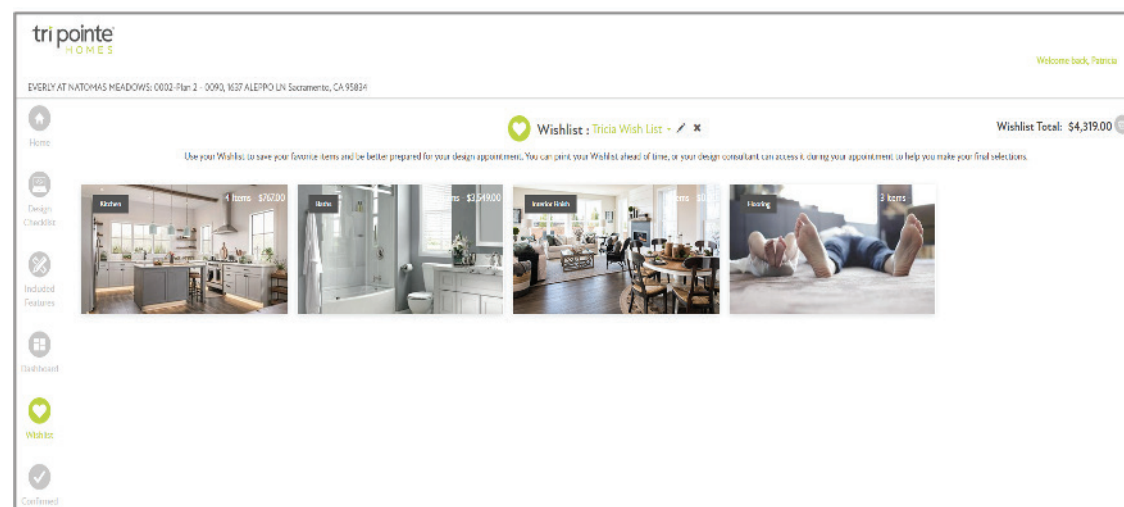 tri pointe
HOMES
Welcome back, Patricia
EVERLY AT NATOMAS MEADOWS: 0002-Plan 2 - 0090, 1637 ALEPPO LN Sacramento, CA 95834
Home
Wishlist : Tricia Wish List
Wishlist Total: $4,319.00
Use your Wishlist to save your favorite items and be better prepared for your design appointment. You can print your Wishlist ahead of time, or your design consultant can access it during your appointment to help you make your final selections.
Design
Checklist
Kitchen
4 Items $767.00
Baths
$3,549.00
Interior Finish
Flooring
3 Items
Included
Features
Dashboard
Wishlist
Confirmed